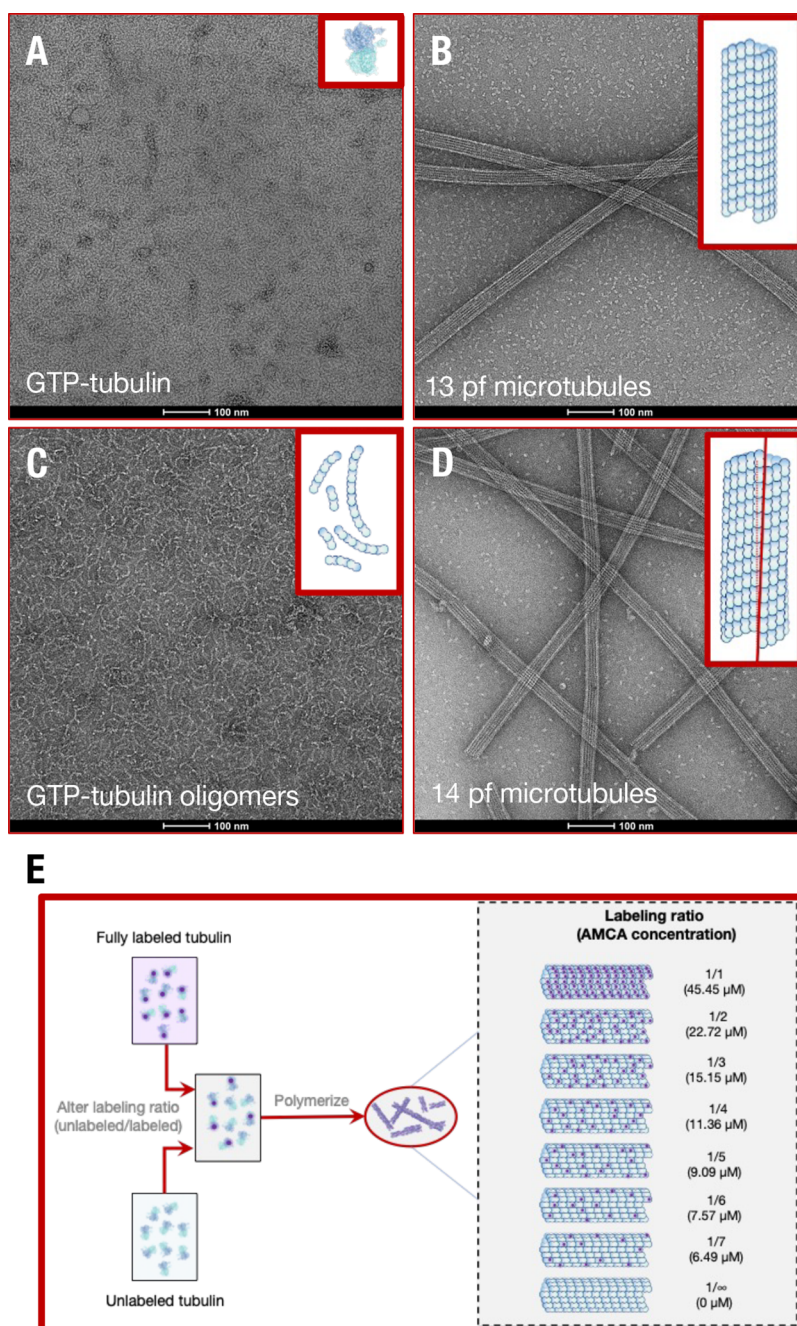 A
GTP-tubulin
100 nm
B
13 pf microtubules
100 nm
C
GTP-tubulin oligomers
100 nm
D
14 pf microtubules
100 nm
E
Fully labeled tubulin
Alter labeling ratio
(unlabeled/labeled)
Polymerize
Unlabeled tubulin
Labeling ratio
(AMCA concentration)
1/1
(45.45 μM)
1/2
(22.72 μM)
1/3
(15.15 μM)
1/4
(11.36 μM)
1/5
(9.09 μM)
1/6
(7.57 μM)
1/7
(6.49 μM)
1/∞
(0 μM)